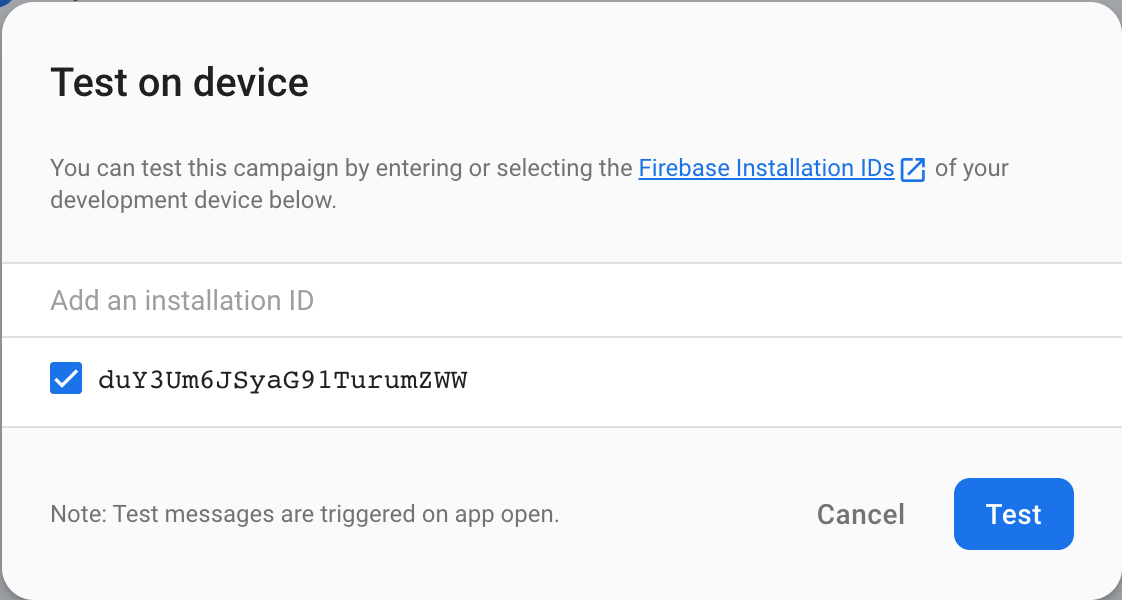 Test on device
You can test this campaign by entering or selecting the Firebase Installation IDs of your
development device below.
Add an installation ID
duY3Um6JSyaG91TurumZWW
Note: Test messages are triggered on app open.
Cancel
Test